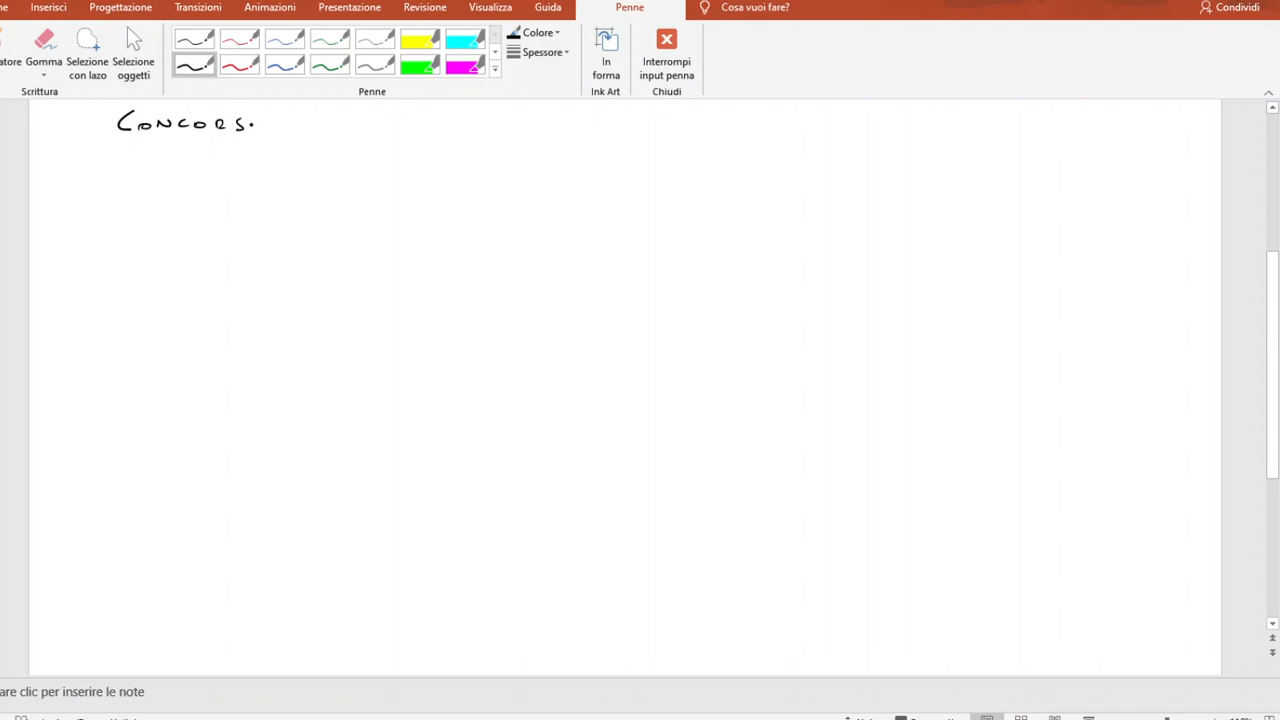 Inserisci Progettazione Transizioni Animazioni Presentazione Revisione Visualizza Guida Penne Cosa vuoi fare? Condividi
Gomma Selezione con lazo Selezione oggetti
Colore
Spessore
In forma
Interrompi input penna
Scrittura Penne Ink Art Chiudi
CONCORS.
are clic per inserire le note